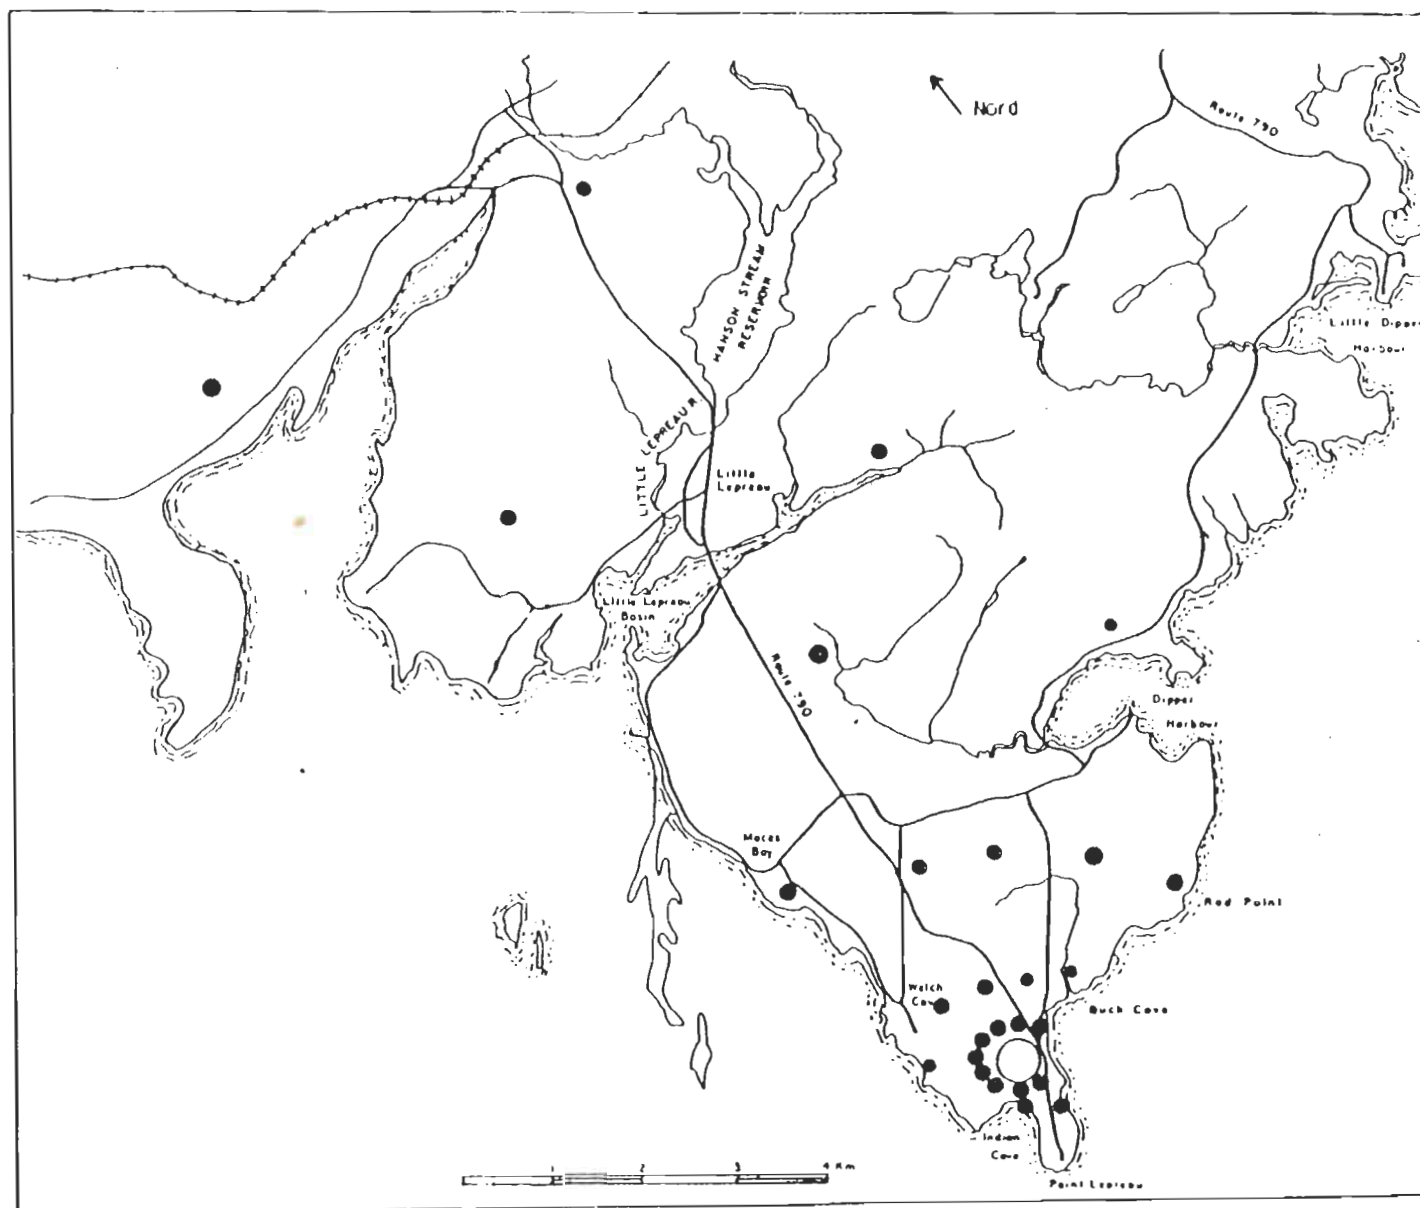 Nord
Route 790
HANSON STREAM
RESERVOIR
Little Dipper
Harbour
LITTLE LEPREAU R.
Little
Lepreau
Little Lepreau
Basin
Route 790
Dipper
Harbour
Maces
Bay
Red Point
Welch
Cove
Buck Cove
Indian
Cove
1 2 3 4 Km
Point Lepreau